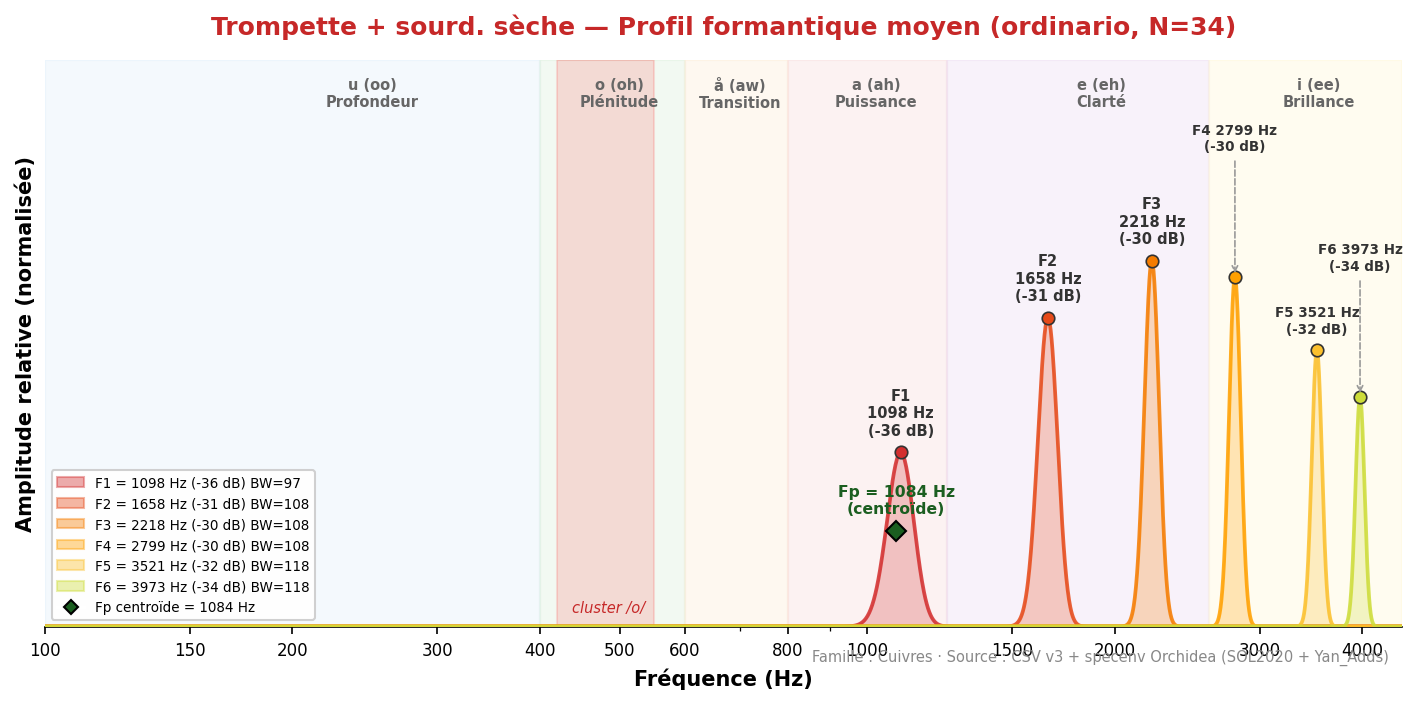 Trompette + sourd. sèche — Profil formantique moyen (ordinario, N=34)
u (oo)
Profondeur
o (oh)
Plénitude
å (aw)
Transition
a (ah)
Puissance
e (eh)
Clarté
i (ee)
Brillance
F4 2799 Hz
(-30 dB)
F3
2218 Hz
(-30 dB)
F2
1658 Hz
(-31 dB)
F6 3973 Hz
(-34 dB)
F5 3521 Hz
(-32 dB)
F1
1098 Hz
(-36 dB)
Fp = 1084 Hz
(centroïde)
Amplitude relative (normalisée)
F1 = 1098 Hz (-36 dB) BW=97
F2 = 1658 Hz (-31 dB) BW=108
F3 = 2218 Hz (-30 dB) BW=108
F4 = 2799 Hz (-30 dB) BW=108
F5 = 3521 Hz (-32 dB) BW=118
F6 = 3973 Hz (-34 dB) BW=118
Fp centroïde = 1084 Hz
cluster /o/
100 150 200 300 400 500 600 800 1000 1500 2000 3000 4000
Famille : Cuivres · Source : CSV v3 + specenv Orchidea (SOL2020 + Yan_Adds)
Fréquence (Hz)